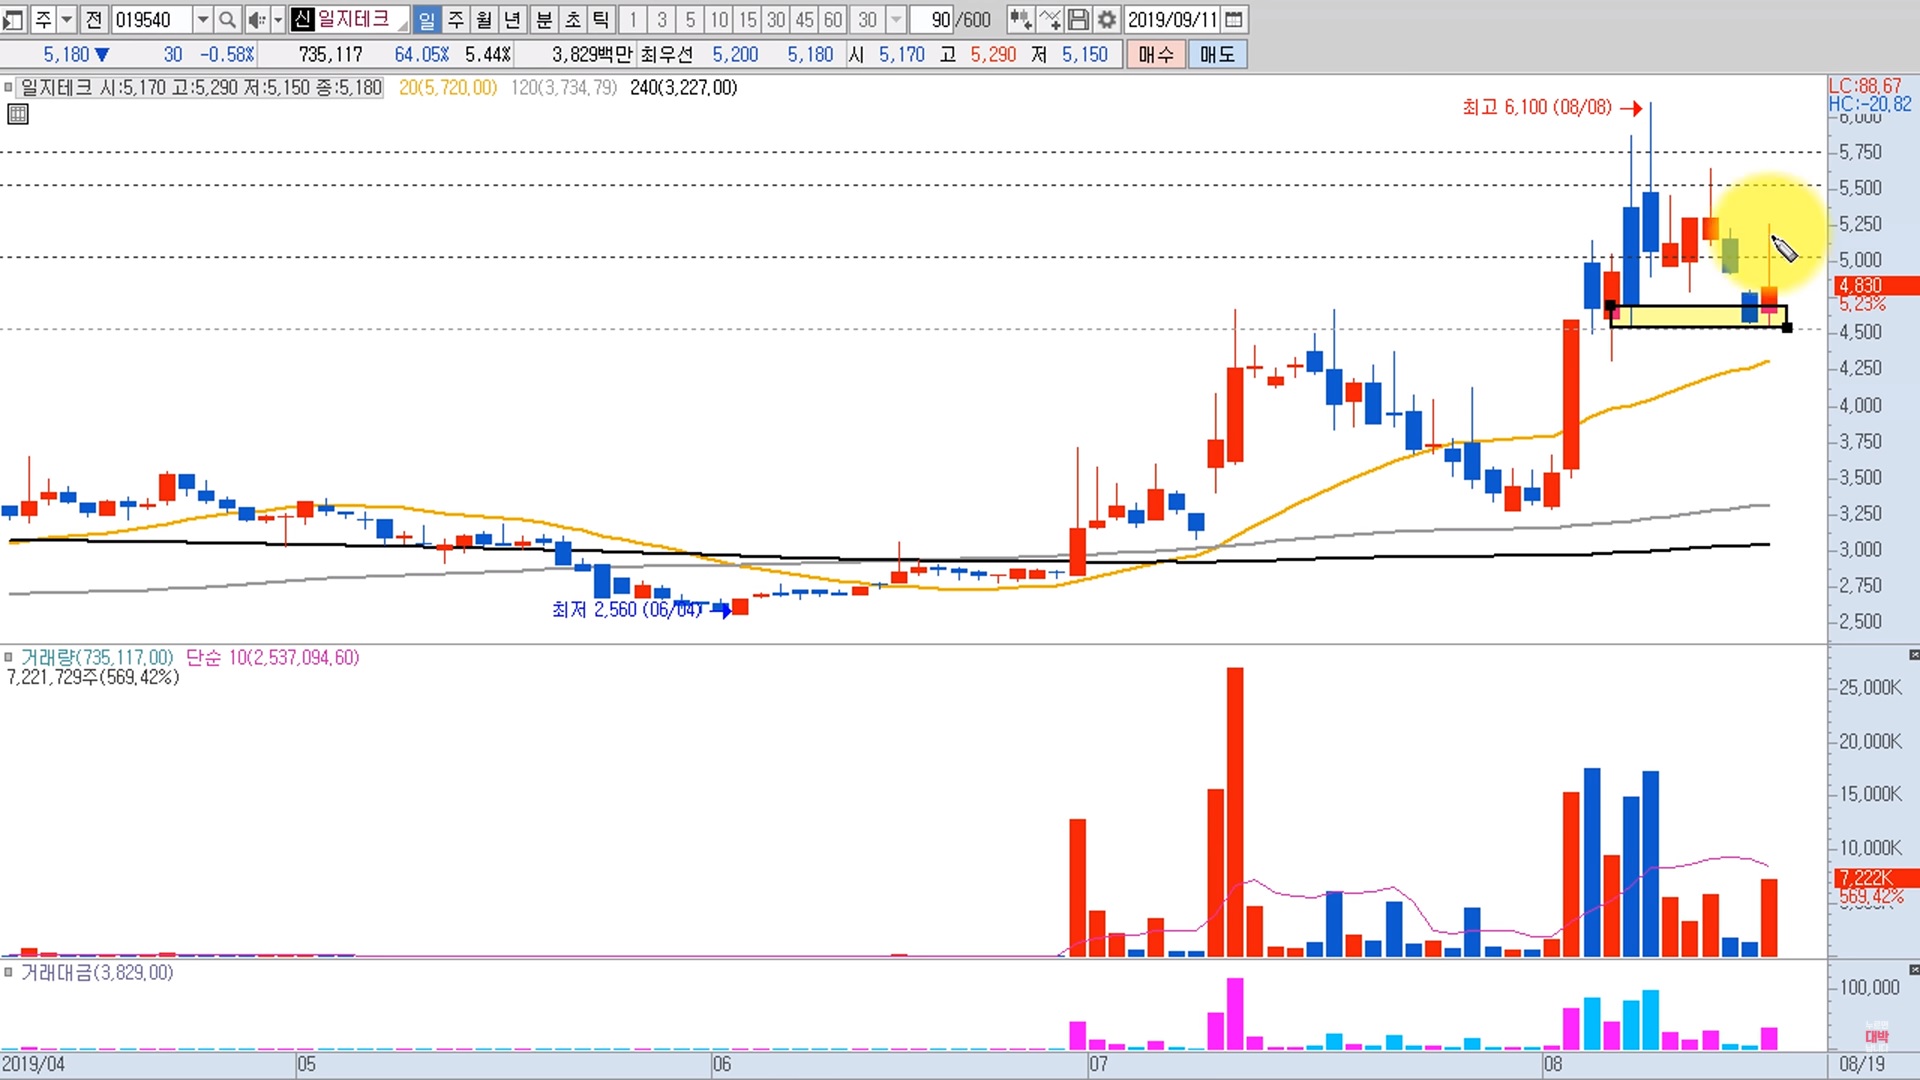 주 전 019540 신 일지테크 일 주 월 년 분 초 틱 1 3 5 10 15 30 45 60 30 90 /600 2019/09/11
5,180 ▼ 30 -0.58% 735,117 64.05% 5.44% 3,829백만 최우선 5,200 5,180 시 5,170 고 5,290 저 5,150 매수 매도
일지테크 시:5,170 고:5,290 저:5,150 종:5,180 20(5,720.00) 120(3,734.79) 240(3,227.00)
LC:88.67
HC:-20.82
최고 6,100 (08/08)
6,000
5,750
5,500
5,250
5,000
4,830
5.23%
4,500
4,250
4,000
3,750
3,500
3,250
3,000
2,750
2,500
최저 2,560 (06/04)
거래량(735,117.00) 단순 10(2,537,094.60)
7,221,729주(569.42%)
25,000K
20,000K
15,000K
10,000K
7,222K
569.42%
거래대금(3,829.00)
100,000
대박
2019/04 05 06 07 08 08/19